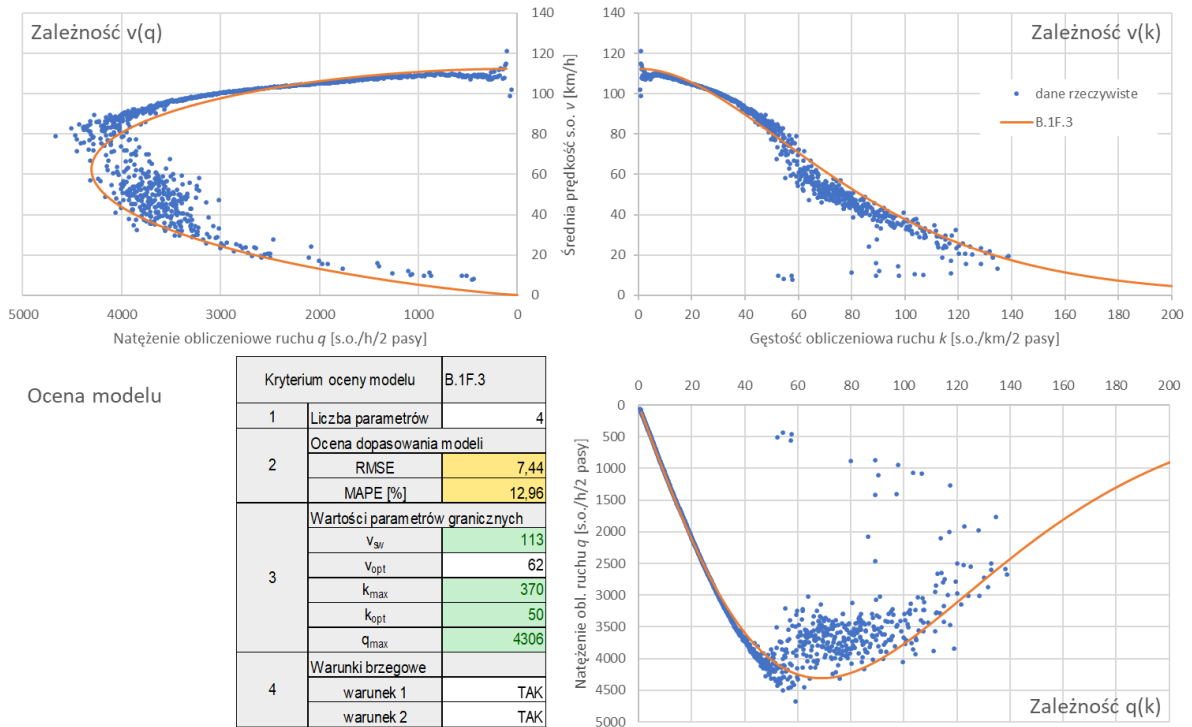 Zależność v(q)
140
120
100
80
60
40
20
0
5000 4000 3000 2000 1000 0
Natężenie obliczeniowe ruchu q [s.o./h/2 pasy]
Średnia prędkość s.o. v [km/h]
Zależność v(k)
140
120
100
80
60
40
20
0
0 20 40 60 80 100 120 140 160 180 200
Gęstość obliczeniowa ruchu k [s.o./km/2 pasy]
dane rzeczywiste
B.1F.3
Ocena modelu
Kryterium oceny modelu B.1F.3
1 Liczba parametrów 4
2 Ocena dopasowania modeli
RMSE 7,44
MAPE [%] 12,96
3 Wartości parametrów granicznych
vsw 113
vopt 62
kmax 370
kopt 50
qmax 4306
4 Warunki brzegowe
warunek 1 TAK
warunek 2 TAK
0 20 40 60 80 100 120 140 160 180 200
0
500
1000
1500
2000
2500
3000
3500
4000
4500
5000
Natężenie obl. ruchu q [s.o./h/2 pasy]
Zależność q(k)